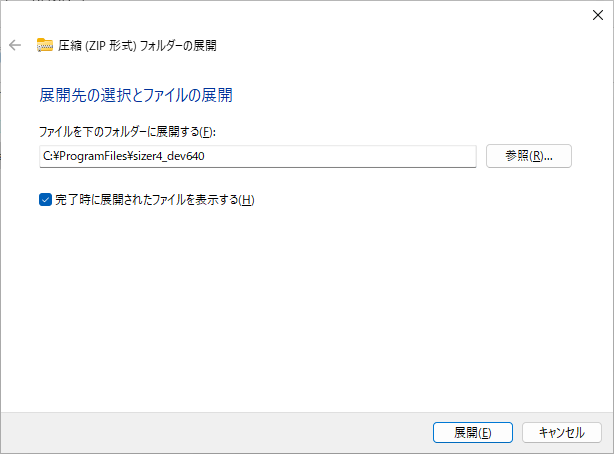 圧縮 (ZIP 形式) フォルダーの展開
展開先の選択とファイルの展開
ファイルを下のフォルダーに展開する(F):
C:¥ProgramFiles¥sizer4_dev640
参照(R)...
完了時に展開されたファイルを表示する(H)
展開(E)
キャンセル